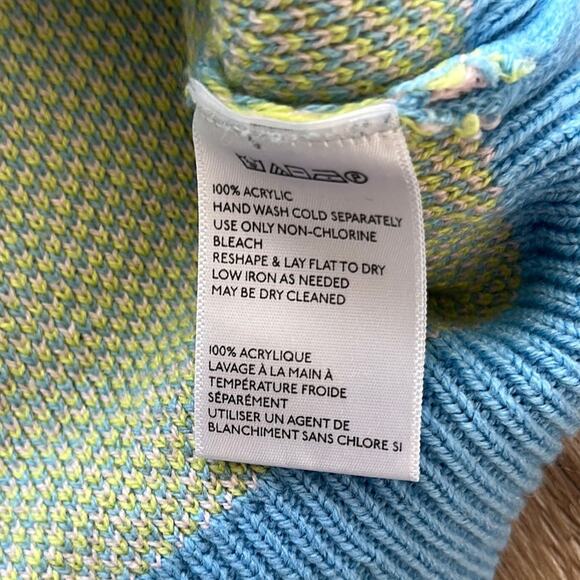 100% ACRYLIC
HAND WASH COLD SEPARATELY
USE ONLY NON-CHLORINE
BLEACH
RESHAPE & LAY FLAT TO DRY
LOW IRON AS NEEDED
MAY BE DRY CLEANED
100% ACRYLIQUE
LAVAGE À LA MAIN À
TEMPÉRATURE FROIDE
SÉPARÉMENT
UTILISER UN AGENT DE
BLANCHIMENT SANS CHLORE SI